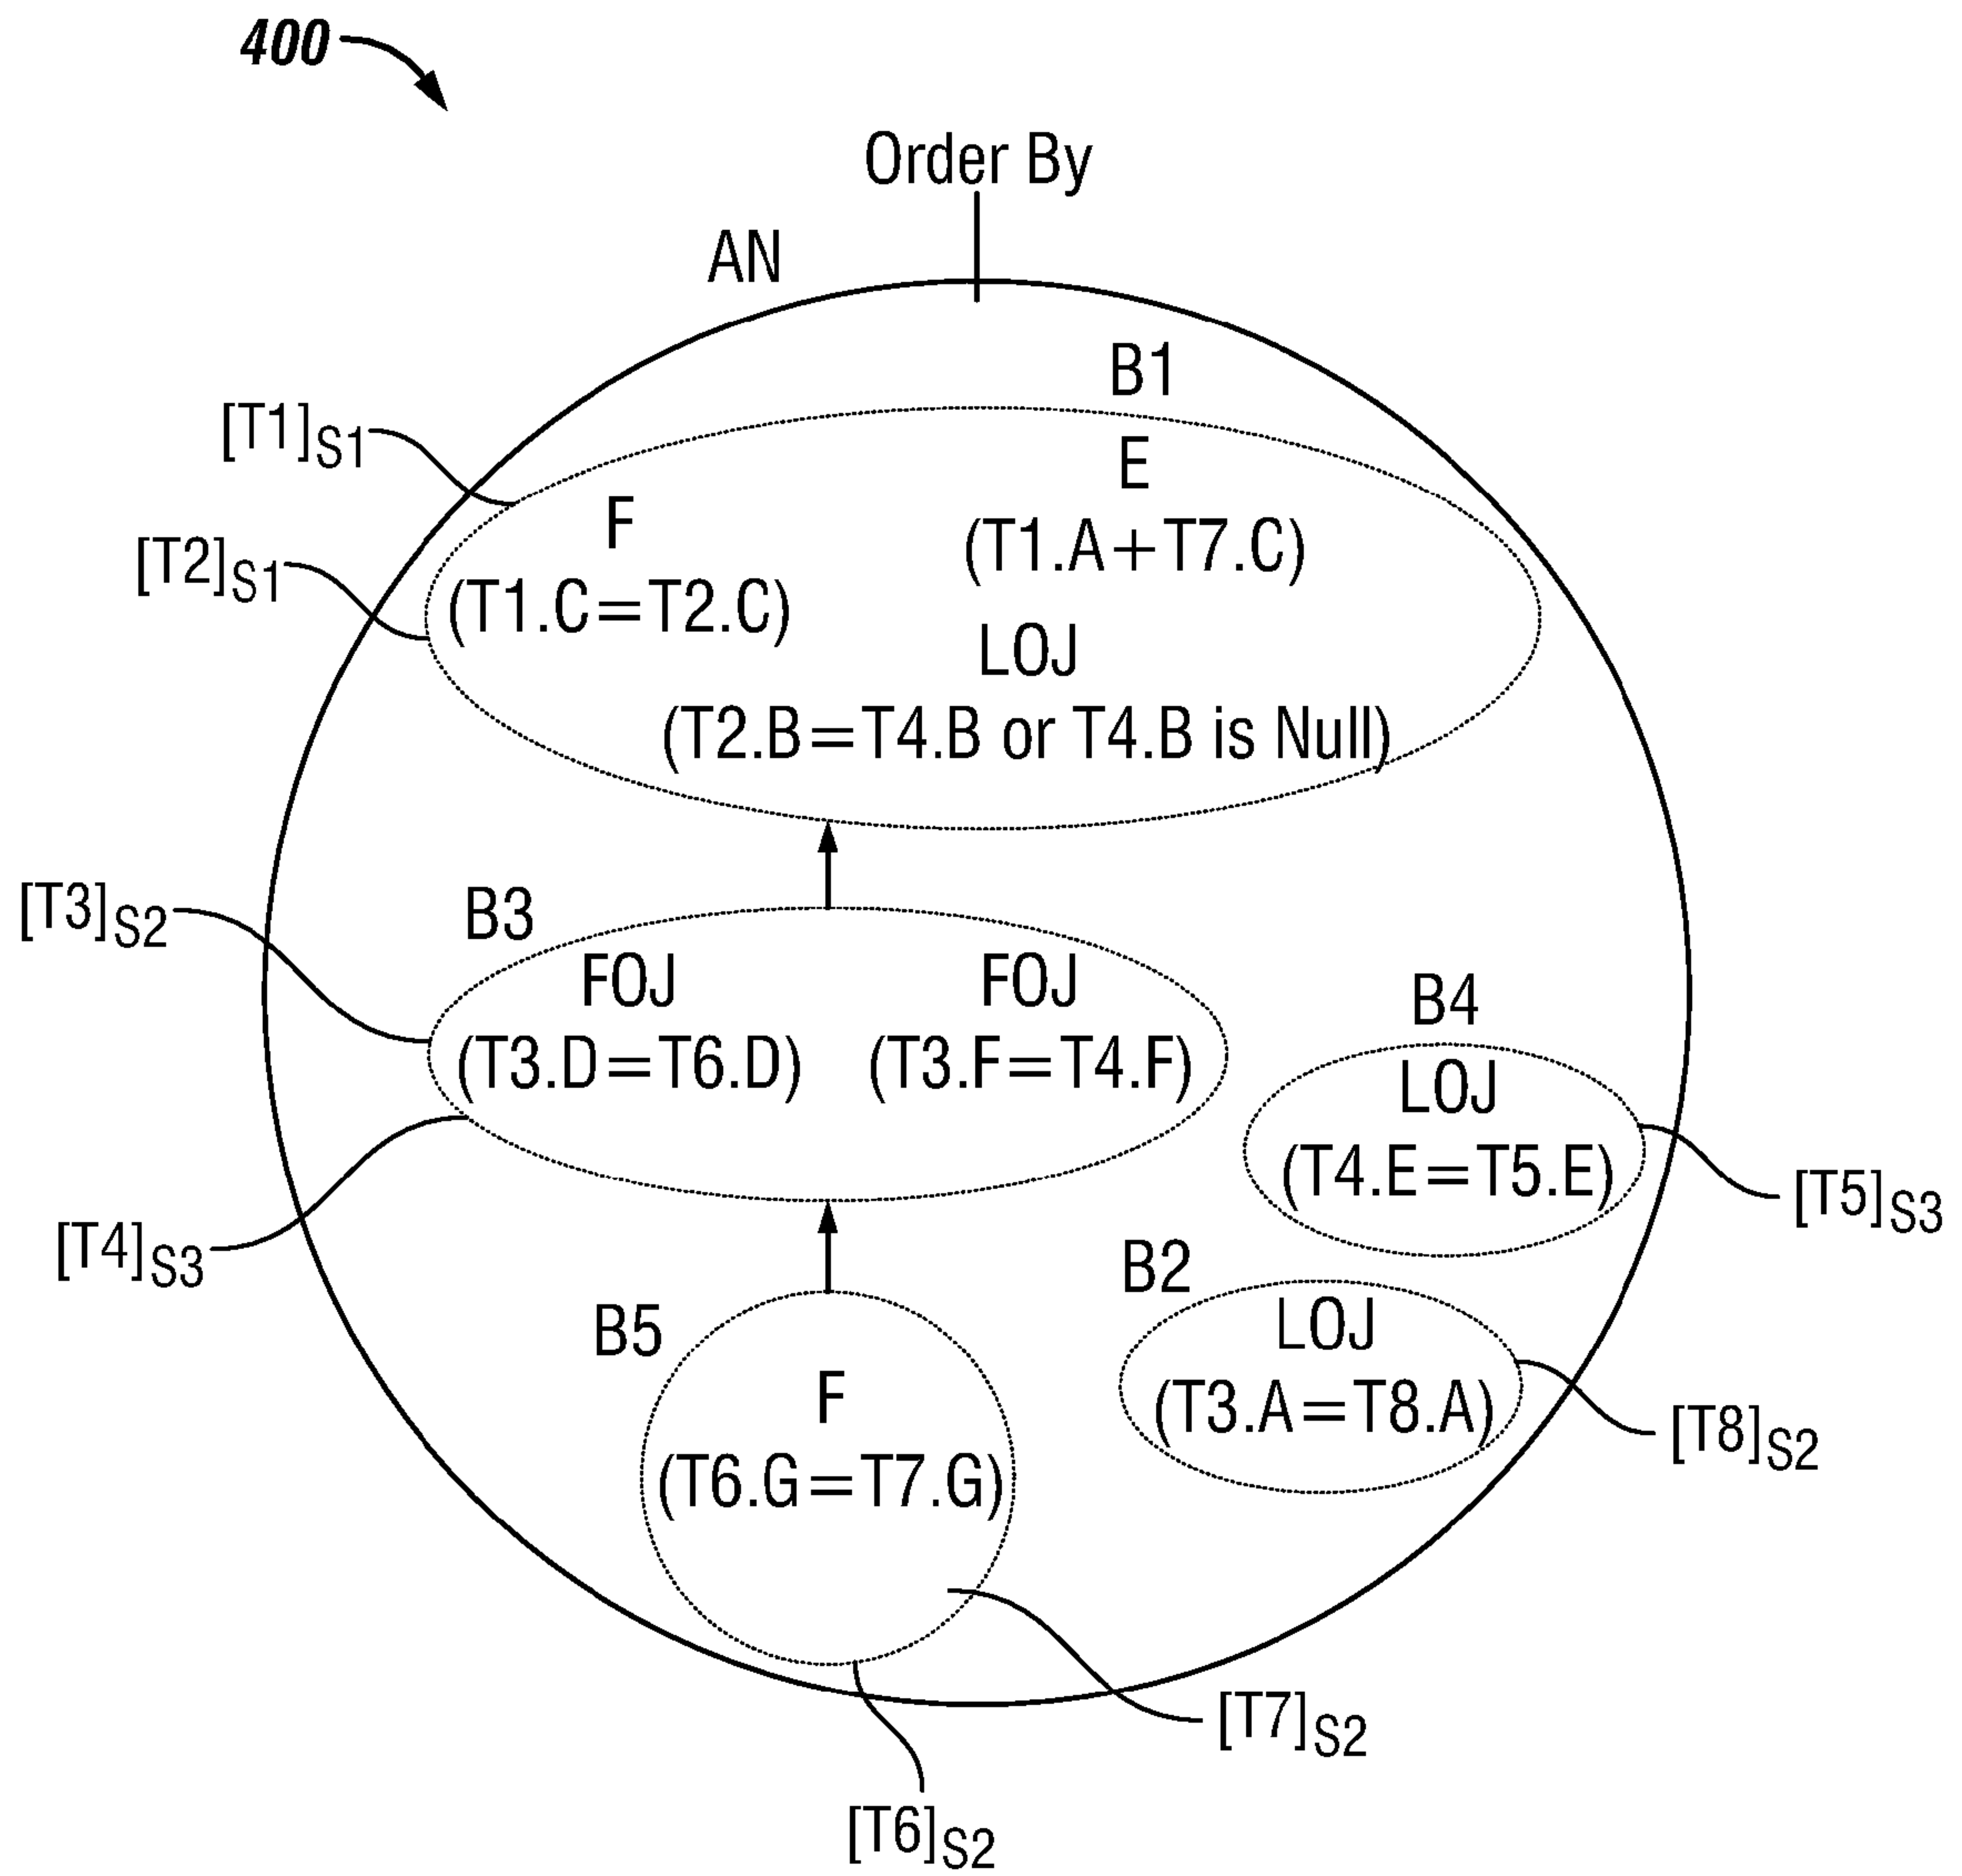 400
Order By
AN
B1
[T1]S1
E
F
(T1.A+T7.C)
[T2]S1
(T1.C=T2.C)
LOJ
(T2.B=T4.B or T4.B is Null)
[T3]S2
B3
FOJ FOJ
(T3.D=T6.D) (T3.F=T4.F)
B4
LOJ
(T4.E=T5.E)
[T5]S3
[T4]S3
B2
LOJ
(T3.A=T8.A)
[T8]S2
B5
F
(T6.G=T7.G)
[T7]S2
[T6]S2